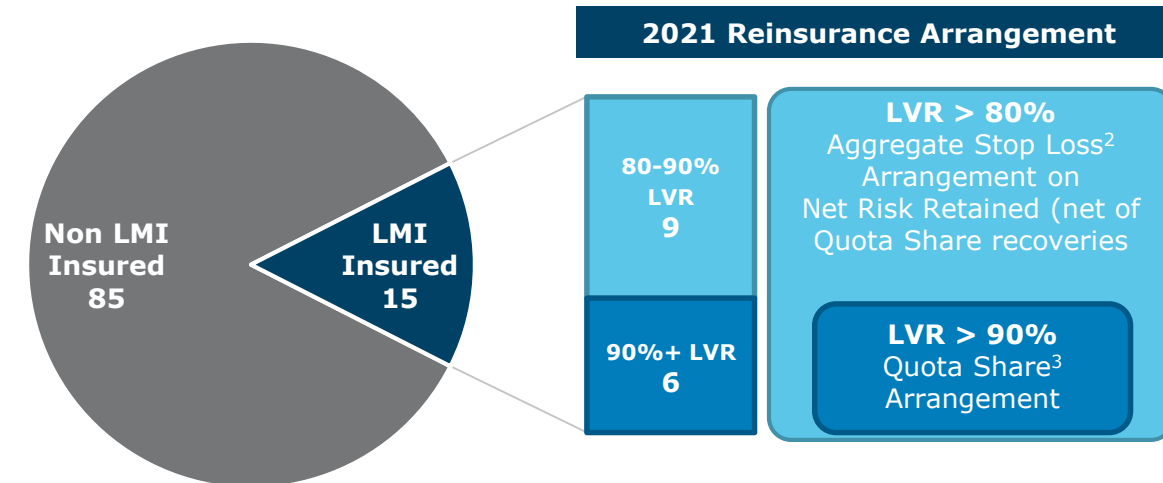 2021 Reinsurance Arrangement
Non LMI
Insured
85
LMI
Insured
15
80-90%
LVR
9
90%+ LVR
6
LVR > 80%
Aggregate Stop Loss²
Arrangement on
Net Risk Retained (net of
Quota Share recoveries
LVR > 90%
Quota Share³
Arrangement